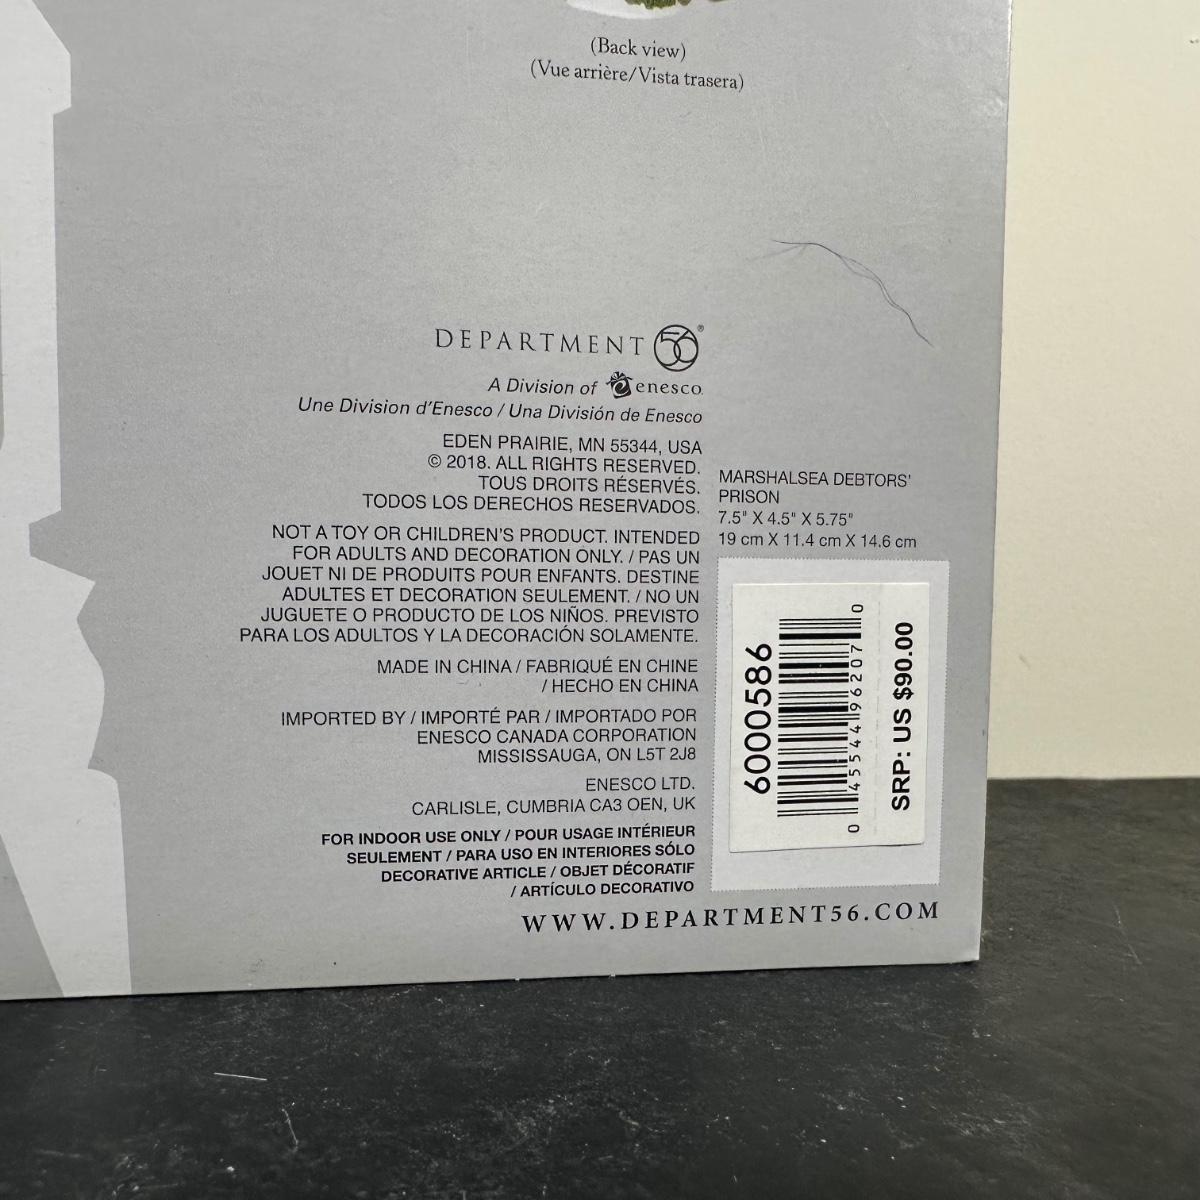 (Back view)
(Vue arrière/Vista trasera)
DEPARTMENT 56®
A Division of enesco.
Une Division d'Enesco / Una División de Enesco
EDEN PRAIRIE, MN 55344, USA
© 2018. ALL RIGHTS RESERVED.
TOUS DROITS RÉSERVÉS.
TODOS LOS DERECHOS RESERVADOS.
NOT A TOY OR CHILDREN'S PRODUCT. INTENDED
FOR ADULTS AND DECORATION ONLY. / PAS UN
JOUET NI DE PRODUITS POUR ENFANTS. DESTINE
ADULTES ET DECORATION SEULEMENT. / NO UN
JUGUETE O PRODUCTO DE LOS NIÑOS. PREVISTO
PARA LOS ADULTOS Y LA DECORACIÓN SOLAMENTE.
MADE IN CHINA / FABRIQUÉ EN CHINE
/ HECHO EN CHINA
IMPORTED BY / IMPORTÉ PAR / IMPORTADO POR
ENESCO CANADA CORPORATION
MISSISSAUGA, ON L5T 2J8
ENESCO LTD.
CARLISLE, CUMBRIA CA3 OEN, UK
FOR INDOOR USE ONLY / POUR USAGE INTÉRIEUR
SEULEMENT / PARA USO EN INTERIORES SÓLO
DECORATIVE ARTICLE / OBJET DÉCORATIF
/ ARTÍCULO DECORATIVO
MARSHALSEA DEBTORS'
PRISON
7.5" X 4.5" X 5.75"
19 cm X 11.4 cm X 14.6 cm
6000586
0 45544 96207 0
SRP: US $90.00
WWW.DEPARTMENT56.COM